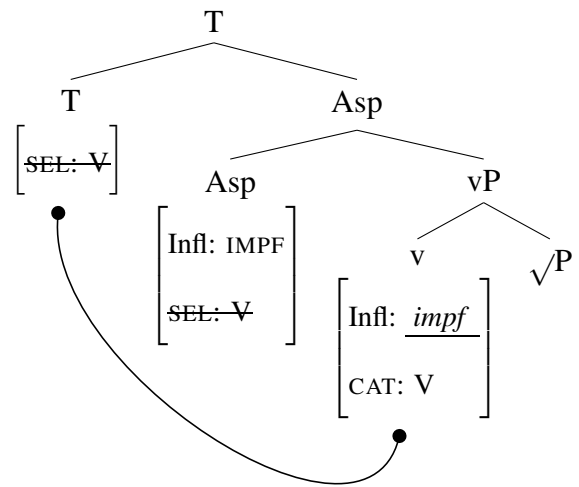 T
T Asp
SEL: V
Asp vP
Infl: IMPF
SEL: V
v √P
Infl: impf
CAT: V